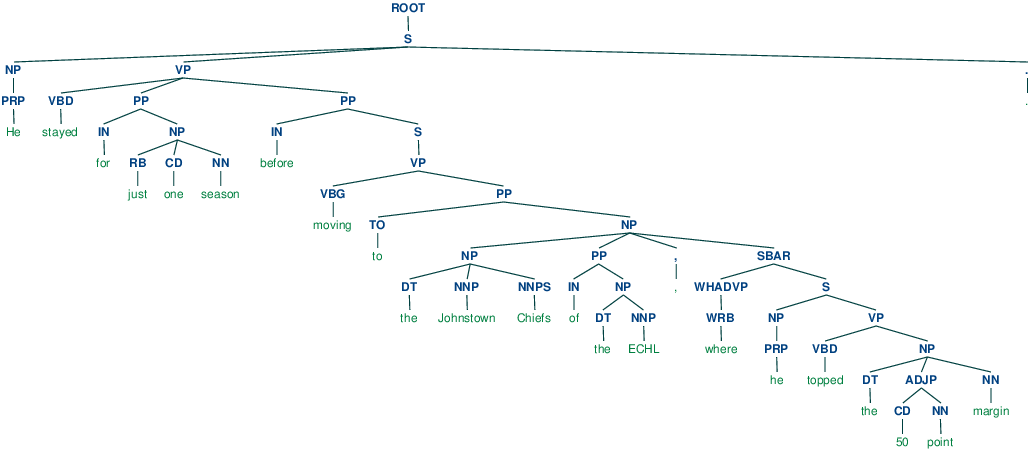 ROOT
S
NP VP .
PRP VBD PP PP
He stayed IN NP IN S
for RB CD NN before VP
just one season VBG PP
moving TO NP
to NP PP , SBAR
DT NNP NNPS IN NP , WHADVP S
the Johnstown Chiefs of DT NNP where WRB NP VP
the ECHL where PRP VBD NP
he topped DT ADJP NN
the CD NN margin
50 point